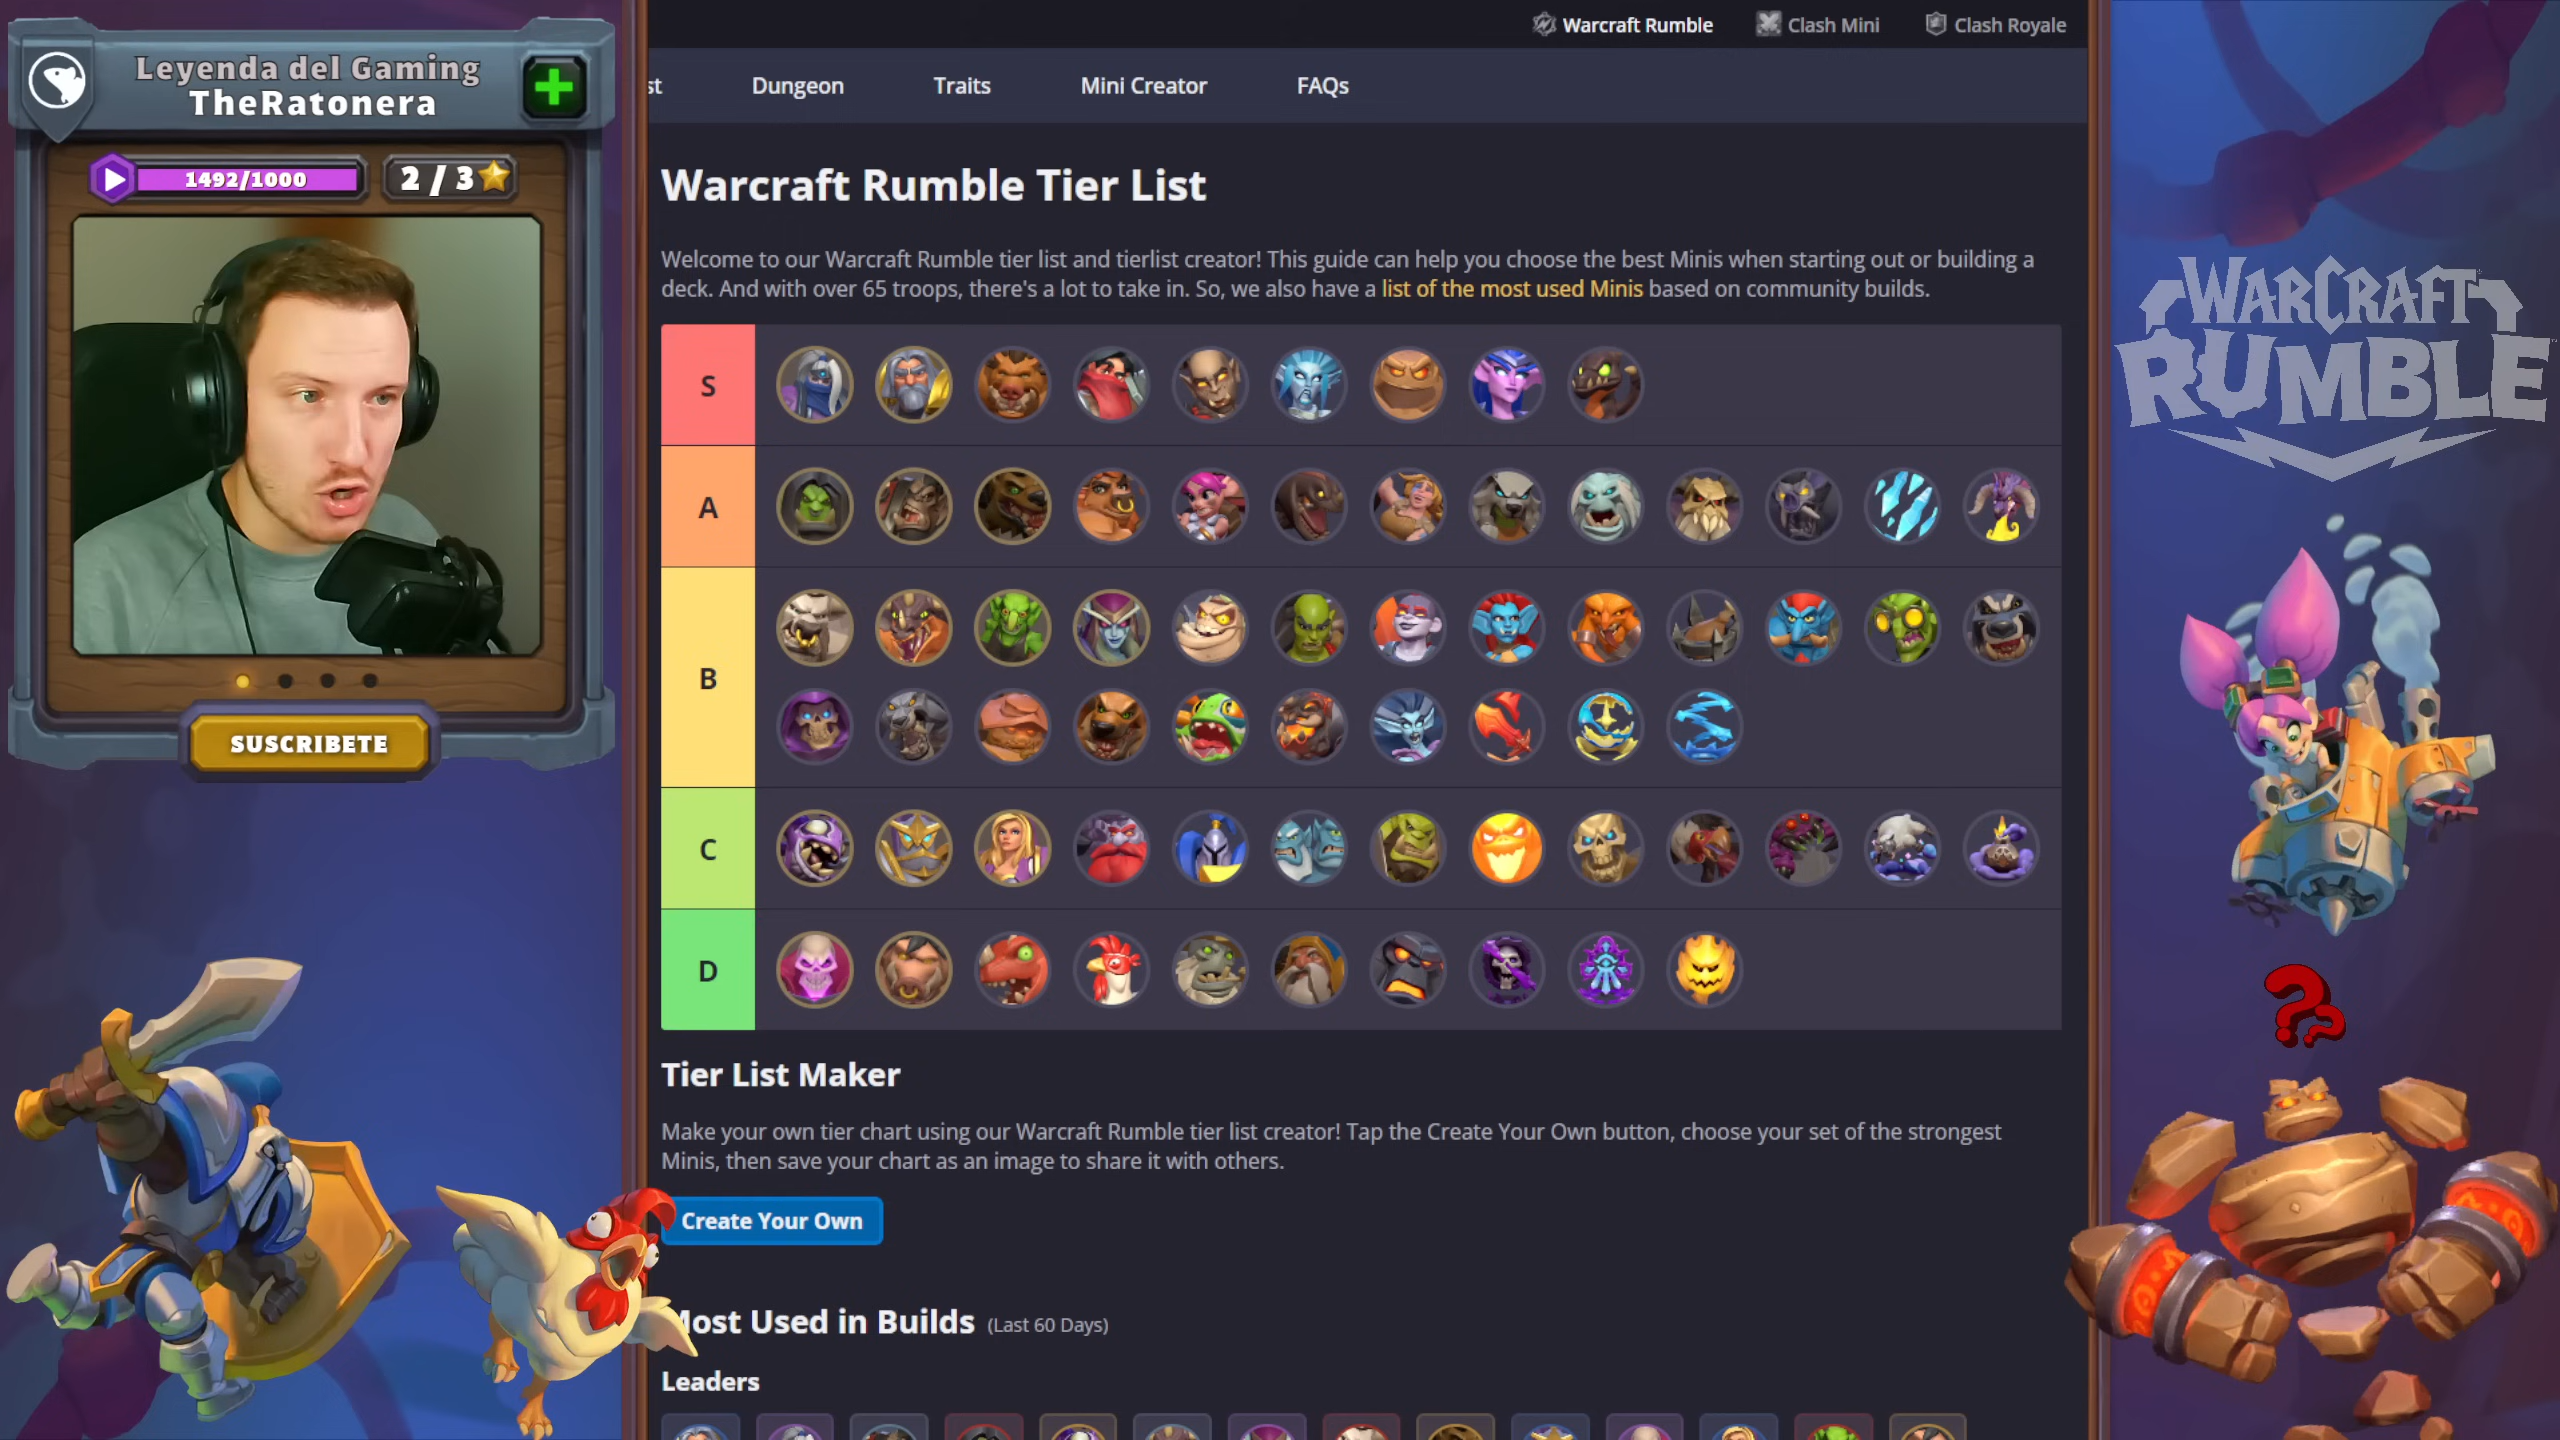 Leyenda del Gaming
TheRatonera
1492/1000
2 / 3
SUSCRIBETE
Warcraft Rumble
Clash Mini
Clash Royale
st
Dungeon
Traits
Mini Creator
FAQs
Warcraft Rumble Tier List
Welcome to our Warcraft Rumble tier list and tierlist creator! This guide can help you choose the best Minis when starting out or building a
deck. And with over 65 troops, there's a lot to take in. So, we also have a list of the most used Minis based on community builds.
S
A
B
C
D
Tier List Maker
Make your own tier chart using our Warcraft Rumble tier list creator! Tap the Create Your Own button, choose your set of the strongest
Minis, then save your chart as an image to share it with others.
Create Your Own
Most Used in Builds (Last 60 Days)
Leaders
WARCRAFT
RUMBLE